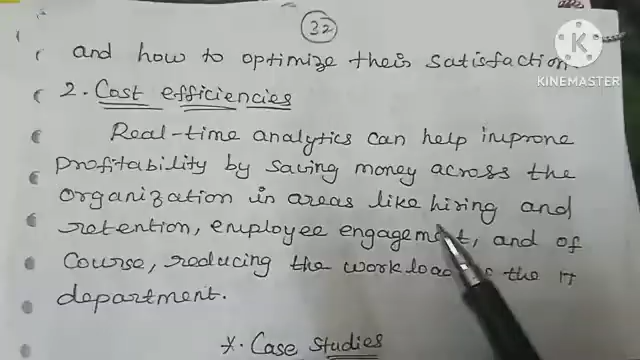 32
and how to optimize their satisfaction
K
KINEMASTER
2. Cost efficiencies
Real-time analytics can help improne
profitability by saving money across the
organization in areas like hiring and
retention, employee engagement, and of
course, reducing the workload the IT
department.
*. Case Studies